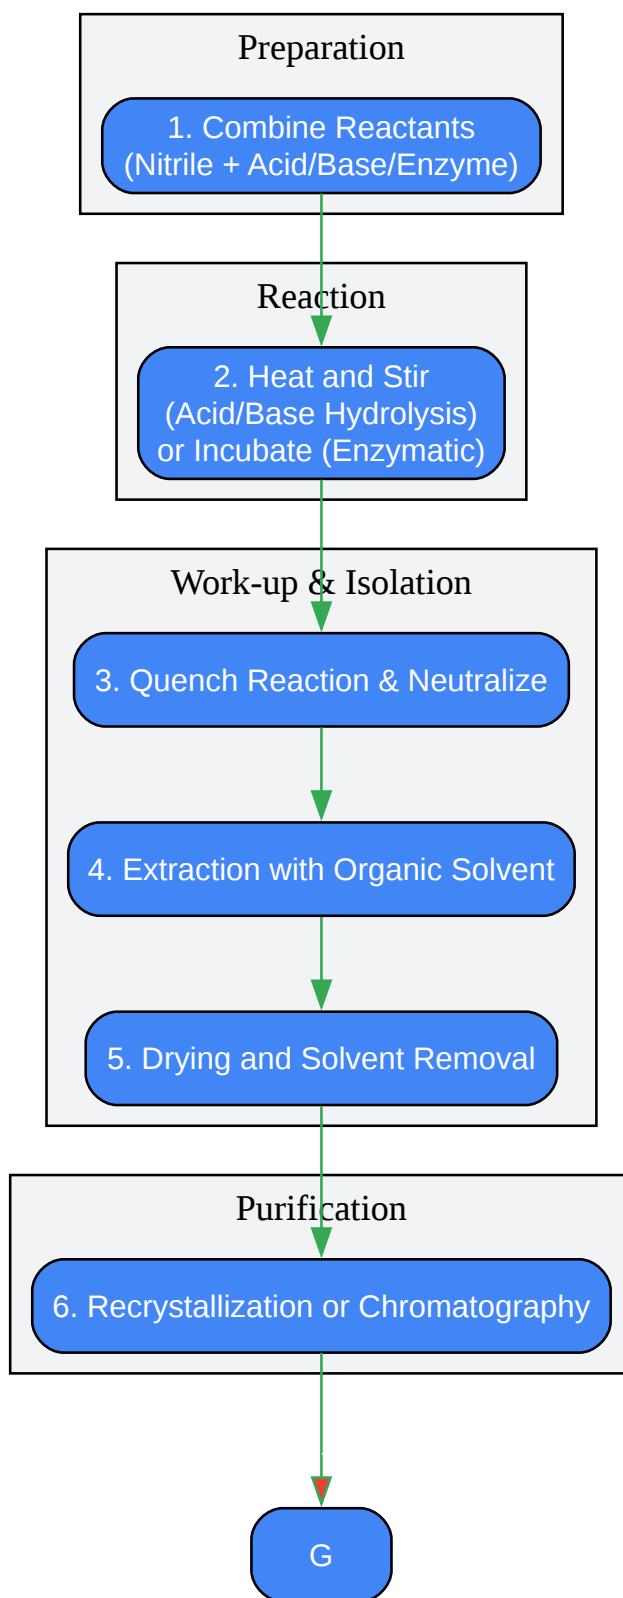 Preparation
1. Combine Reactants
(Nitrile + Acid/Base/Enzyme)
Reaction
2. Heat and Stir
(Acid/Base Hydrolysis)
or Incubate (Enzymatic)
Work-up & Isolation
3. Quench Reaction & Neutralize
4. Extraction with Organic Solvent
5. Drying and Solvent Removal
Purification
6. Recrystallization or Chromatography
G